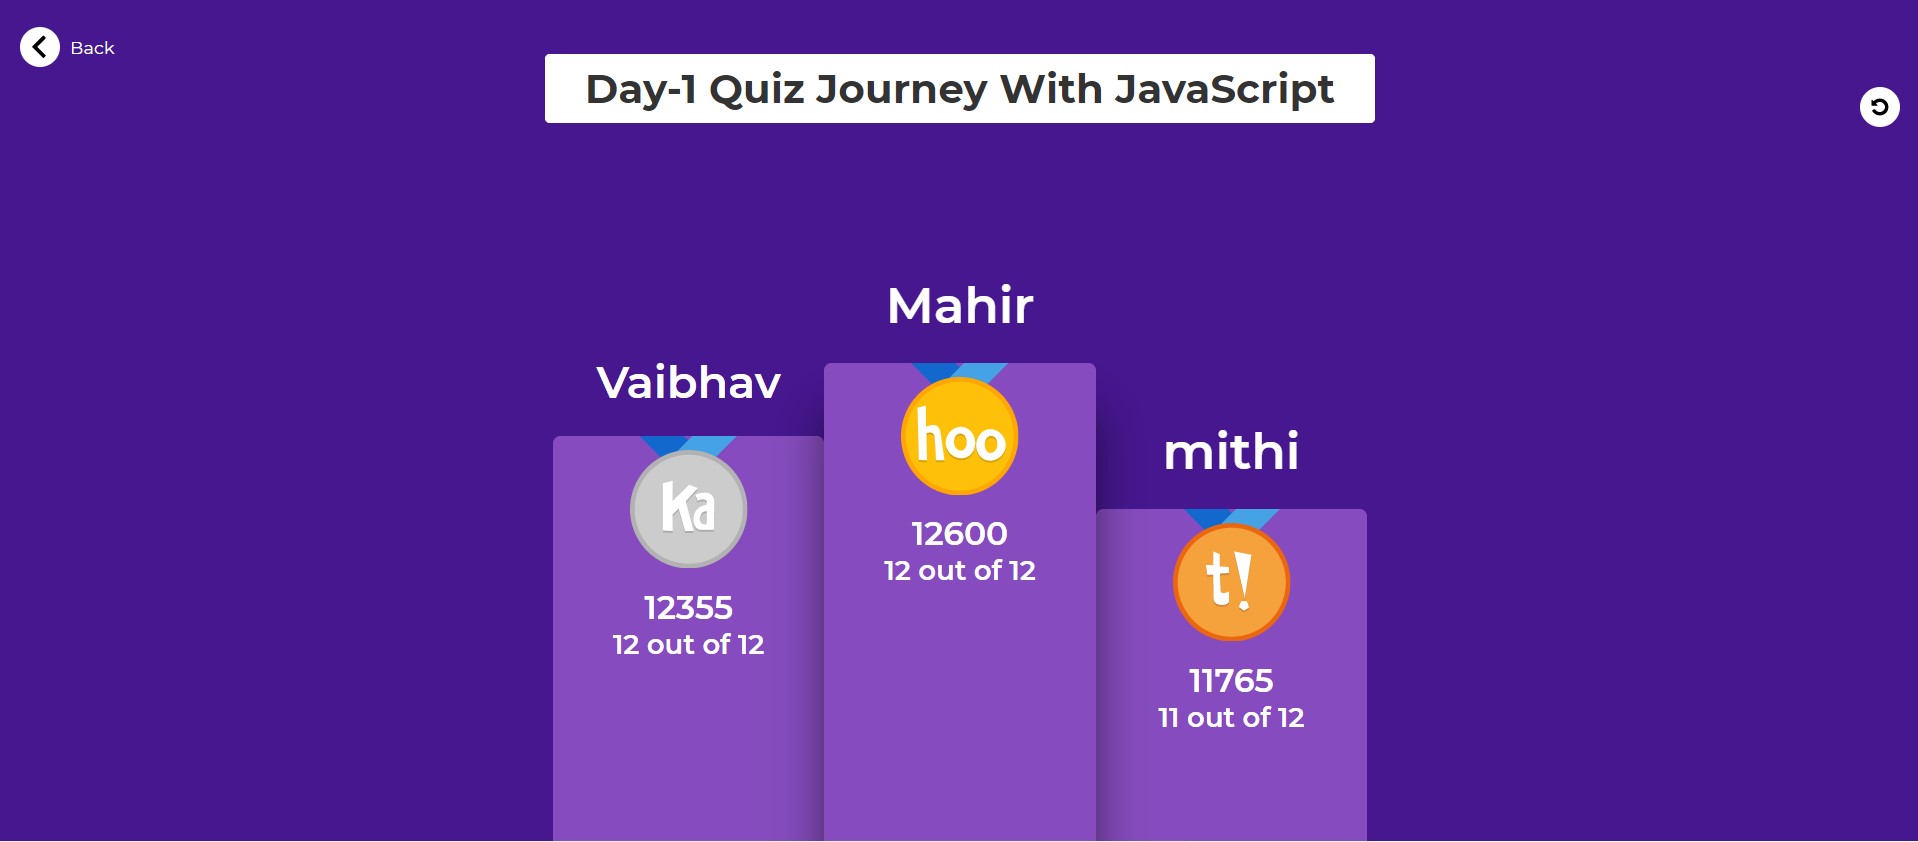 Back
Day-1 Quiz Journey With JavaScript
Mahir
Vaibhav
mithi
hoo
Ka
t!
12600
12 out of 12
12355
12 out of 12
11765
11 out of 12